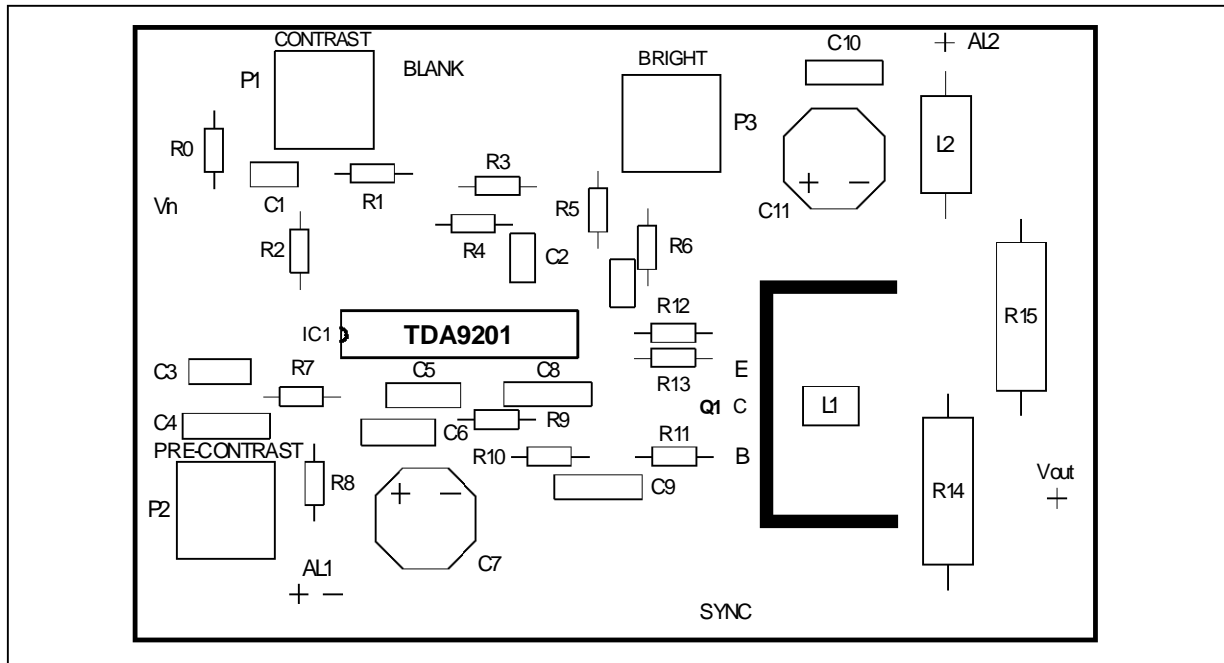 CONTRAST
C10
AL2
P1
BLANK
BRIGHT
P3
R0
L2
R3
C1
R1
R5
C11
Vin
R4
R6
R2
C2
R12
R15
IC1
TDA9201
C3
R7
C5
C8
R13
E
Q1
C
L1
C4
C6
R9
R11
PRE-CONTRAST
R10
B
Vout
R8
C9
R14
P2
C7
AL1
SYNC